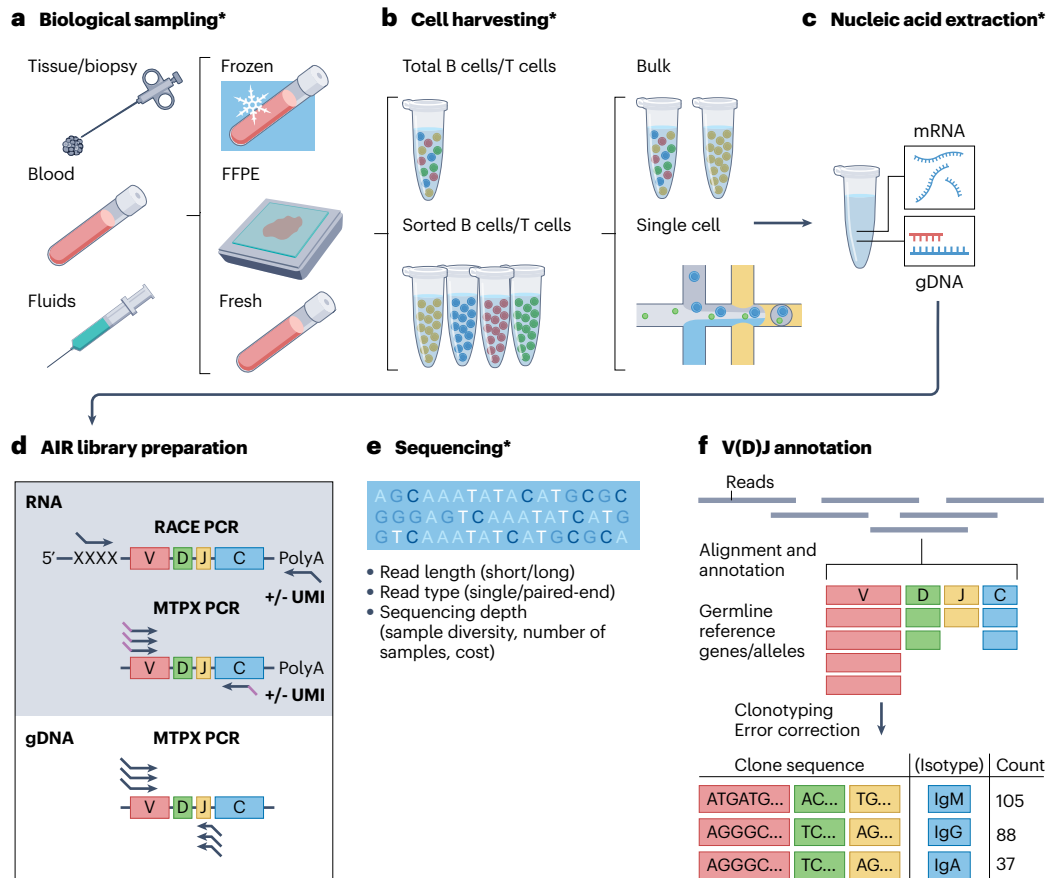 a Biological sampling*
Tissue/biopsy
Blood
Fluids
Frozen
FFPE
Fresh
b Cell harvesting*
Total B cells/T cells
Sorted B cells/T cells
Bulk
Single cell
c Nucleic acid extraction*
mRNA
gDNA
d AIR library preparation
RNA
RACE PCR
5′ XXXX V D J C PolyA
+/- UMI
MTPX PCR
V D J C PolyA
+/- UMI
gDNA MTPX PCR
V D J C
e Sequencing*
AGCAAATATACATGCGC
GGGAGTCAAATATCATG
GTCAAATATCATGCGCA
• Read length (short/long)
• Read type (single/paired-end)
• Sequencing depth
(sample diversity, number of
samples, cost)
f V(D)J annotation
Reads
Alignment and
annotation
V D J C
Germline
reference
genes/alleles
Clonotyping
Error correction
Clone sequence (Isotype) Count
ATGATG... AC... TG... IgM 105
AGGGC... TC... AG... IgG 88
AGGGC... TC... AG... IgA 37